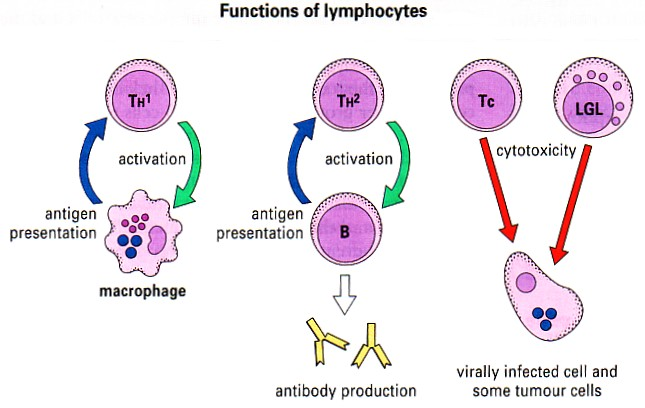 Functions of lymphocytes
TH1
TH2
Tc
LGL
activation
activation
cytotoxicity
antigen
presentation
antigen
presentation
B
macrophage
antibody production
virally infected cell and
some tumour cells